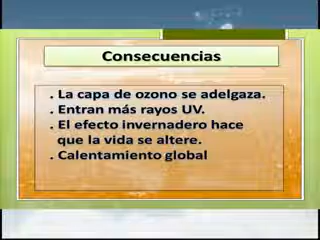 Consecuencias
. La capa de ozono se adelgaza.
. Entran más rayos UV.
. El efecto invernadero hace
que la vida se altere.
. Calentamiento global